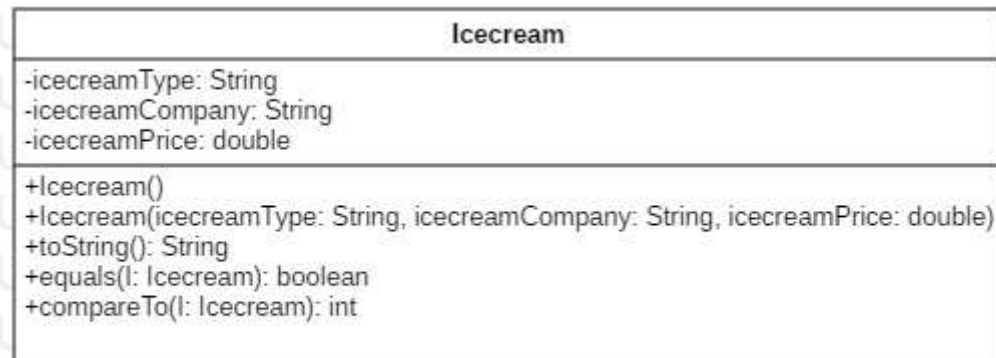 Icecream
-icecreamType: String
-icecreamCompany: String
-icecreamPrice: double
+Icecream()
+Icecream(icecreamType: String, icecreamCompany: String, icecreamPrice: double)
+toString(): String
+equals(I: Icecream): boolean
+compareTo(I: Icecream): int